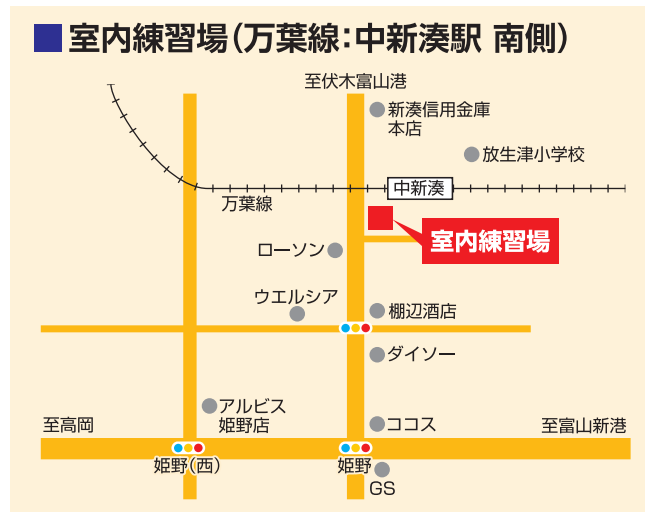 室内練習場(万葉線:中新湊駅 南側)
至伏木富山港
新湊信用金庫
本店
放生津小学校
中新湊
万葉線
室内練習場
ローソン
ウエルシア
棚辺酒店
ダイソー
アルビス
姫野店
至高岡
ココス
至富山新港
姫野(西)
姫野
GS